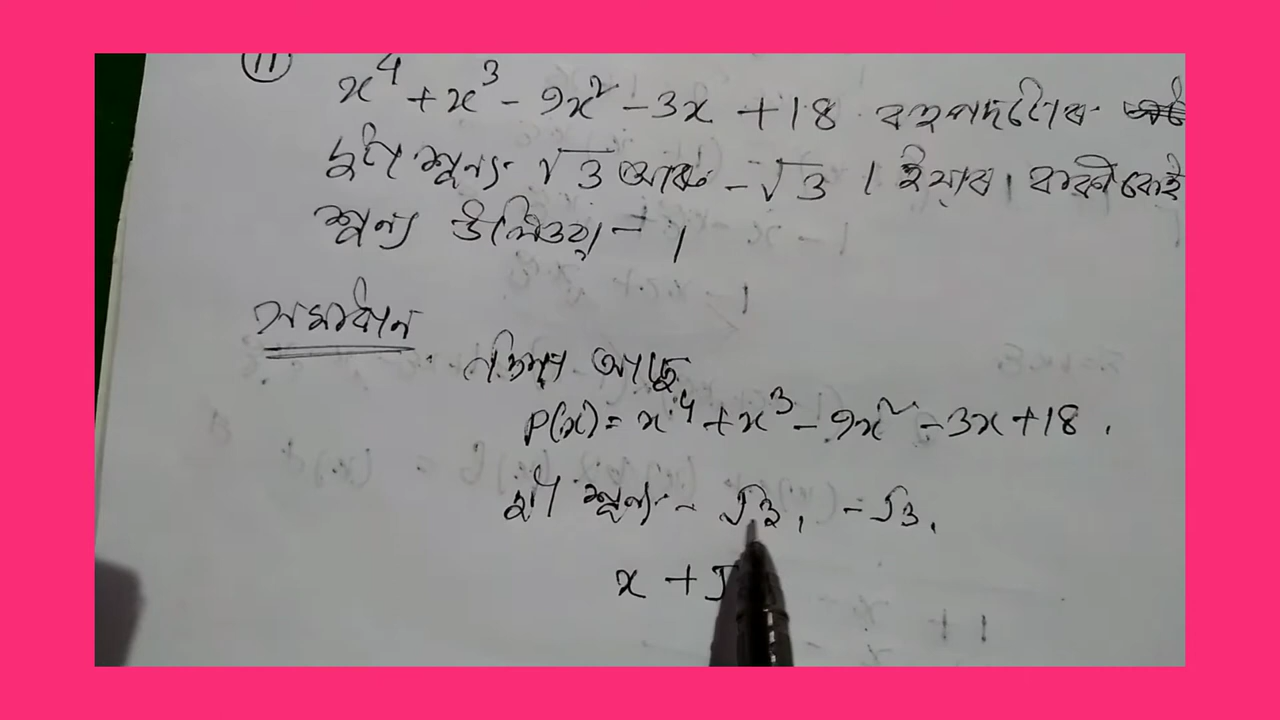 11
x⁴ + x³ - 9x² - 3x + 18 বহুপদটোৰ
দুটা শূন্য √3 আৰু - √3 । ইয়াৰ বাকী কেই
শূন্য উলিওৱা - ।
সমাধান
দিয়া আছে
P(x) = x⁴ + x³ - 9x² - 3x + 18 .
দুটা শূন্য - √3, - √3,
x + √